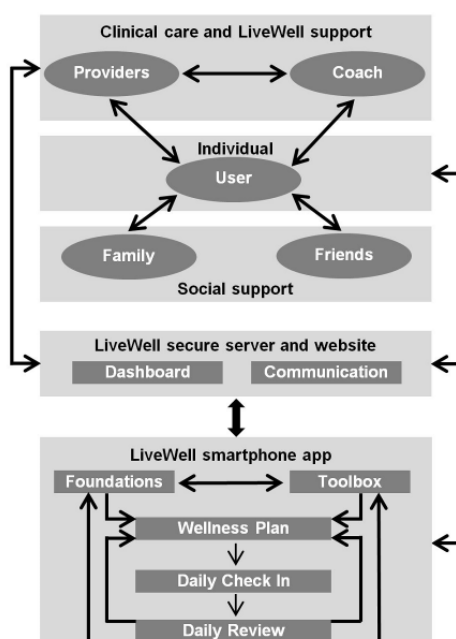 Clinical care and LiveWell support
Providers
Coach
Individual
User
Family
Friends
Social support
LiveWell secure server and website
Dashboard
Communication
LiveWell smartphone app
Foundations
Toolbox
Wellness Plan
Daily Check In
Daily Review